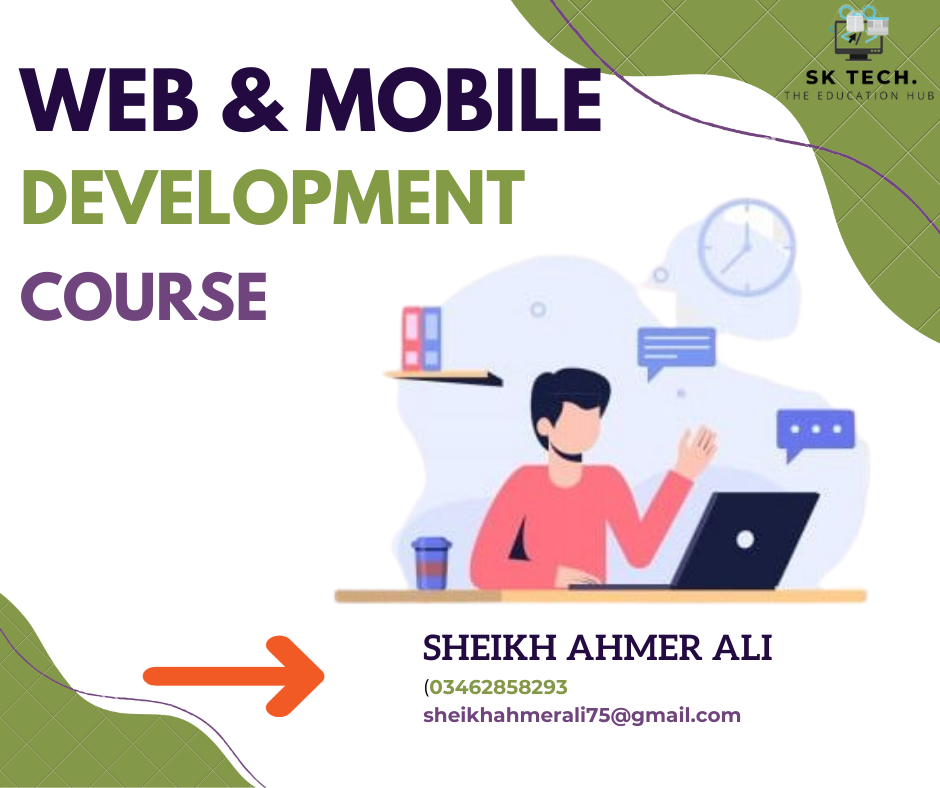 SK TECH.
THE EDUCATION HUB
WEB & MOBILE
DEVELOPMENT
COURSE
SHEIKH AHMER ALI
(03462858293
sheikhahmerali75@gmail.com